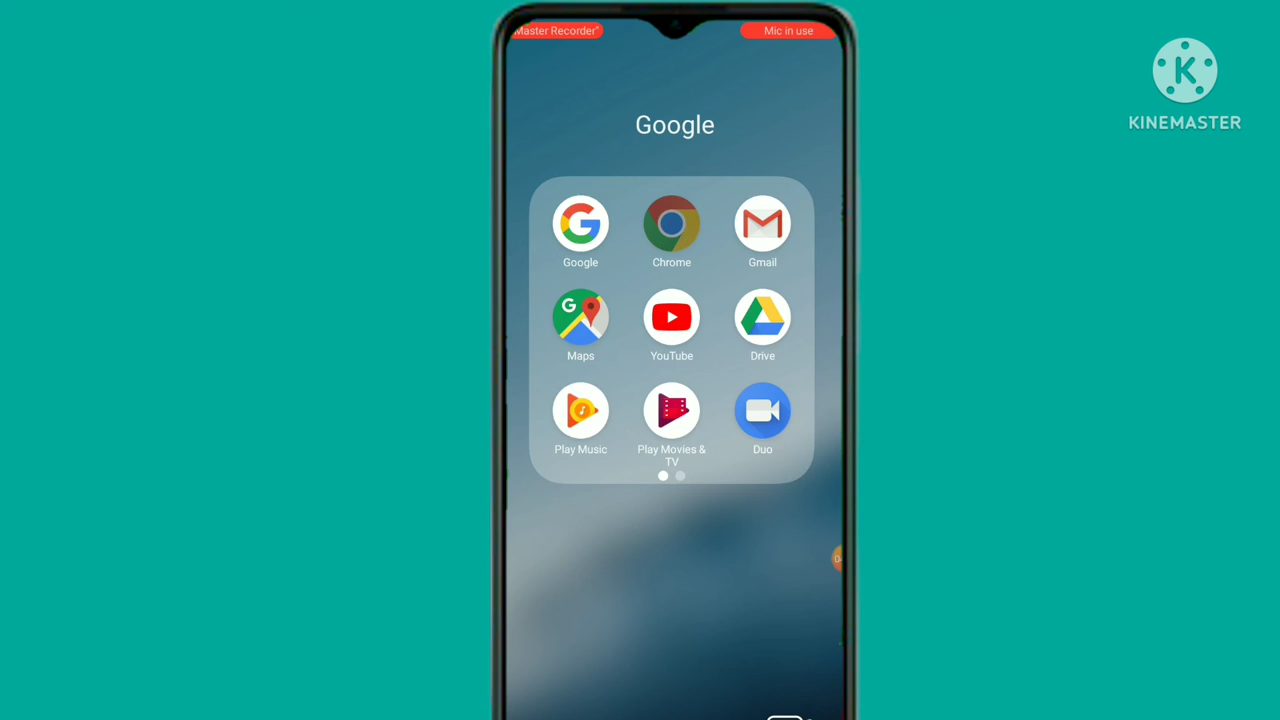 Master Recorder"
Mic in use
KINEMASTER
Google
Google
Chrome
Gmail
Maps
YouTube
Drive
Play Music
Play Movies &
TV
Duo